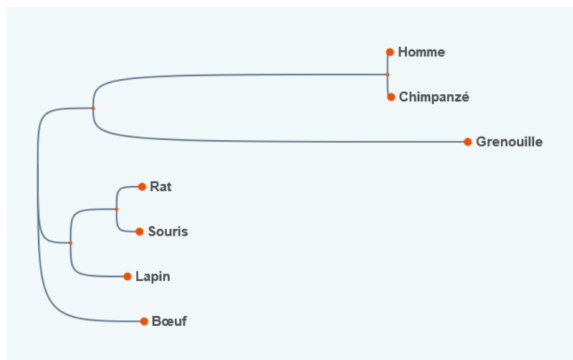 Homme
Chimpanzé
Grenouille
Rat
Souris
Lapin
Bœuf